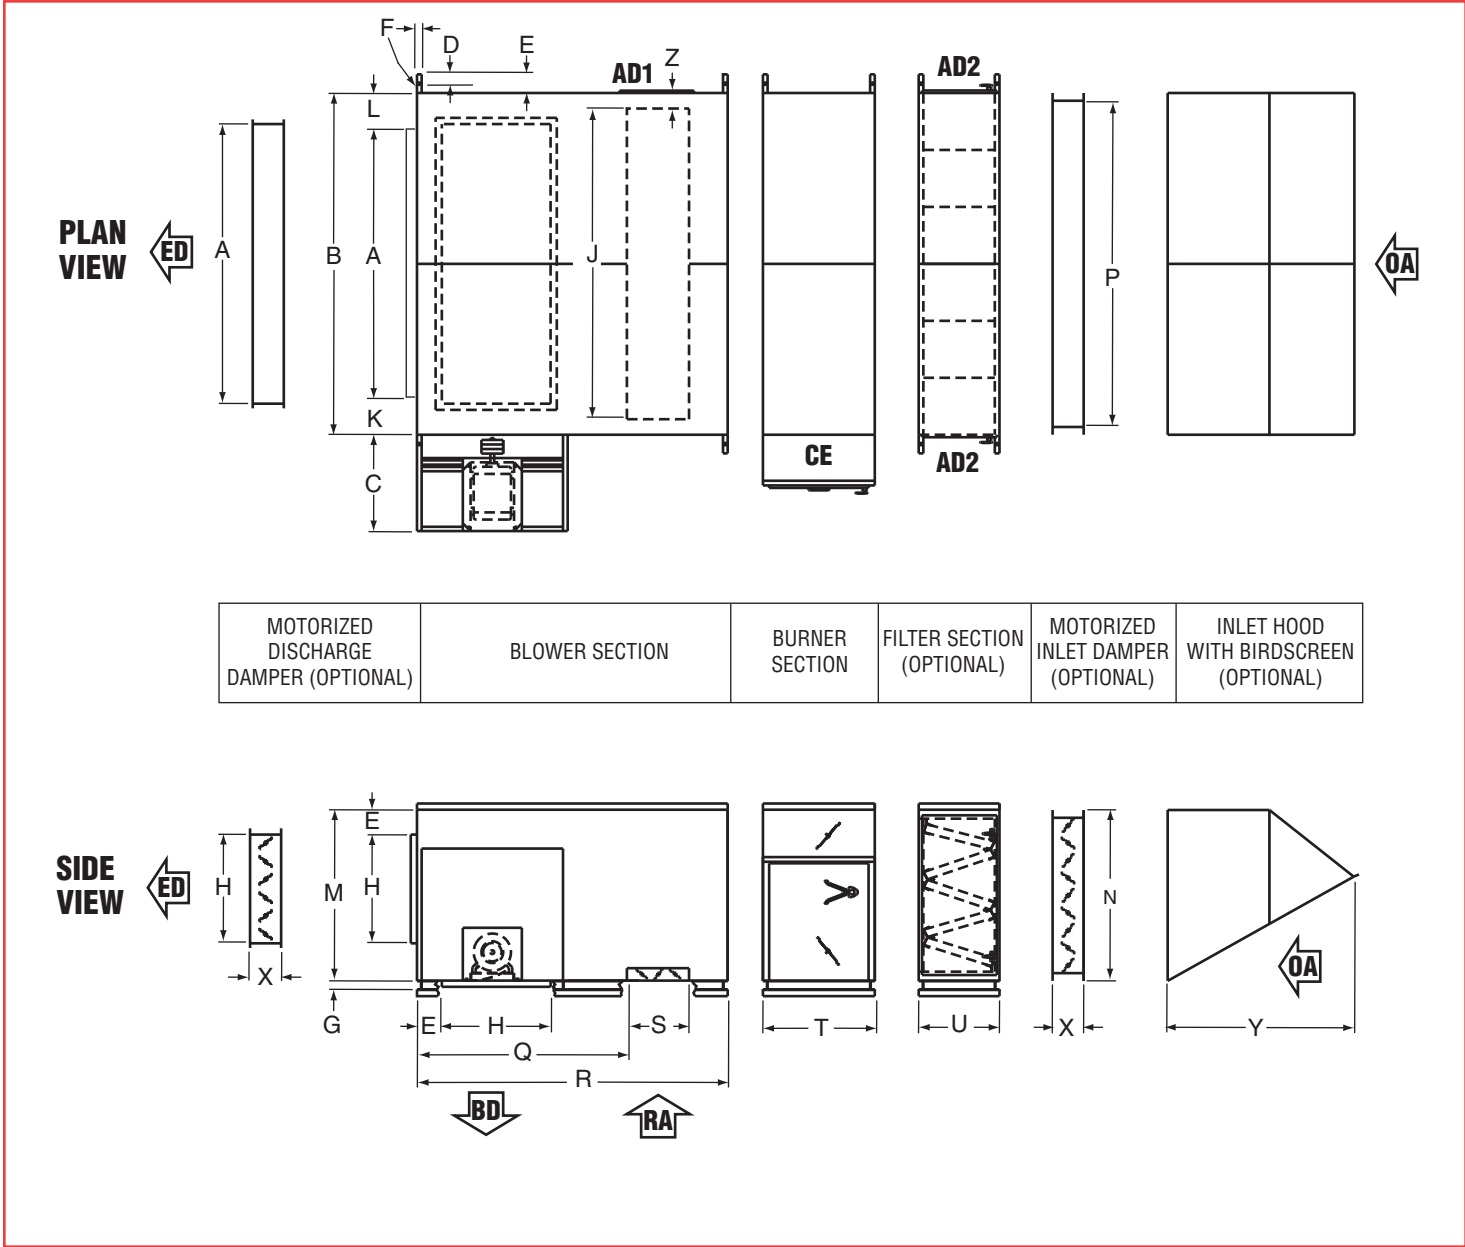 F
D
E
Z
AD1
AD2
L
PLAN
VIEW
ED
A
B
A
J
P
OA
K
C
CE
AD2
MOTORIZED
DISCHARGE
DAMPER (OPTIONAL)
BLOWER SECTION
BURNER
SECTION
FILTER SECTION
(OPTIONAL)
MOTORIZED
INLET DAMPER
(OPTIONAL)
INLET HOOD
WITH BIRDSCREEN
(OPTIONAL)
E
SIDE
VIEW
ED
H
M
H
N
OA
X
G
E
H
S
T
U
X
Y
Q
R
BD
RA